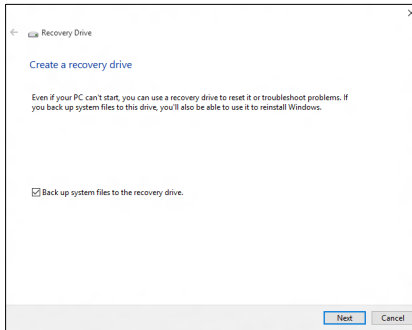 Recovery Drive
Create a recovery drive
Even if your PC can't start, you can use a recovery drive to reset it or troubleshoot problems. If
you back up system files to this drive, you'll also be able to use it to reinstall Windows.
Back up system files to the recovery drive.
Next Cancel